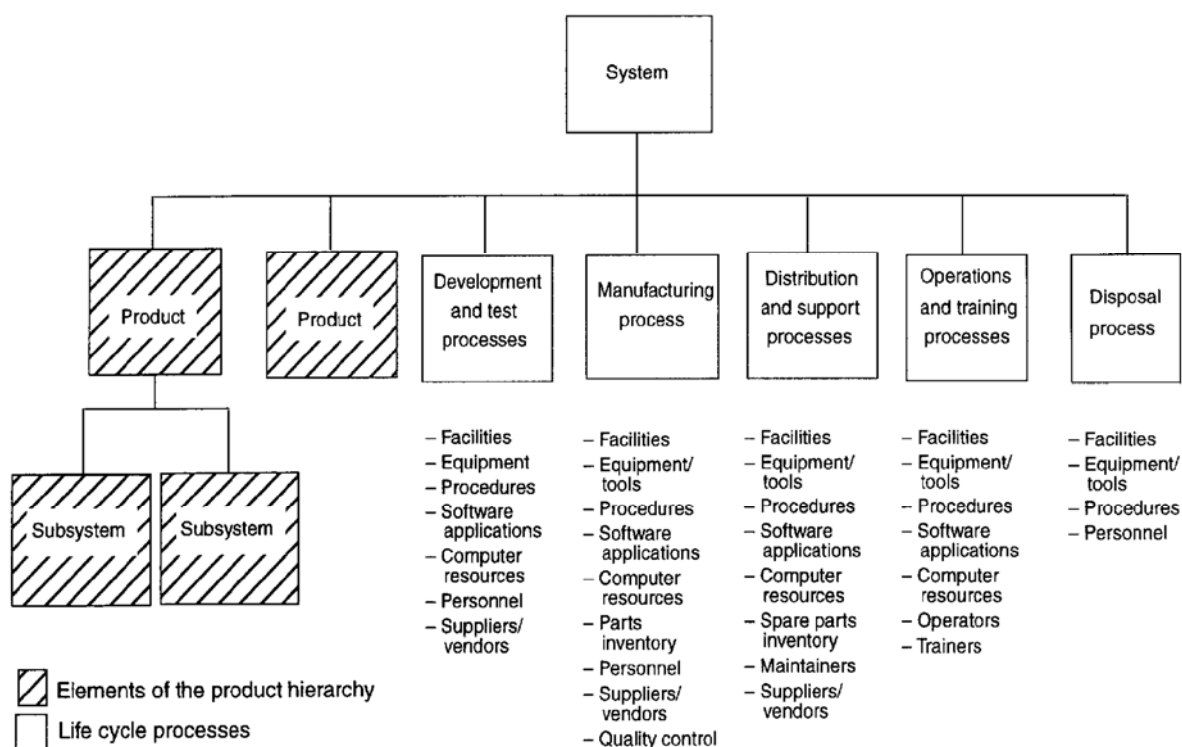 System
Product
Product
Development
and test
processes
Manufacturing
process
Distribution
and support
processes
Operations
and training
processes
Disposal
process
Subsystem
Subsystem
– Facilities
– Equipment
– Procedures
– Software
applications
– Computer
resources
– Personnel
– Suppliers/
vendors
– Facilities
– Equipment/
tools
– Procedures
– Software
applications
– Computer
resources
– Parts
inventory
– Personnel
– Suppliers/
vendors
– Quality control
– Facilities
– Equipment/
tools
– Procedures
– Software
applications
– Computer
resources
– Spare parts
inventory
– Maintainers
– Suppliers/
vendors
– Facilities
– Equipment/
tools
– Procedures
– Software
applications
– Computer
resources
– Operators
– Trainers
– Facilities
– Equipment/
tools
– Procedures
– Personnel
Elements of the product hierarchy
Life cycle processes